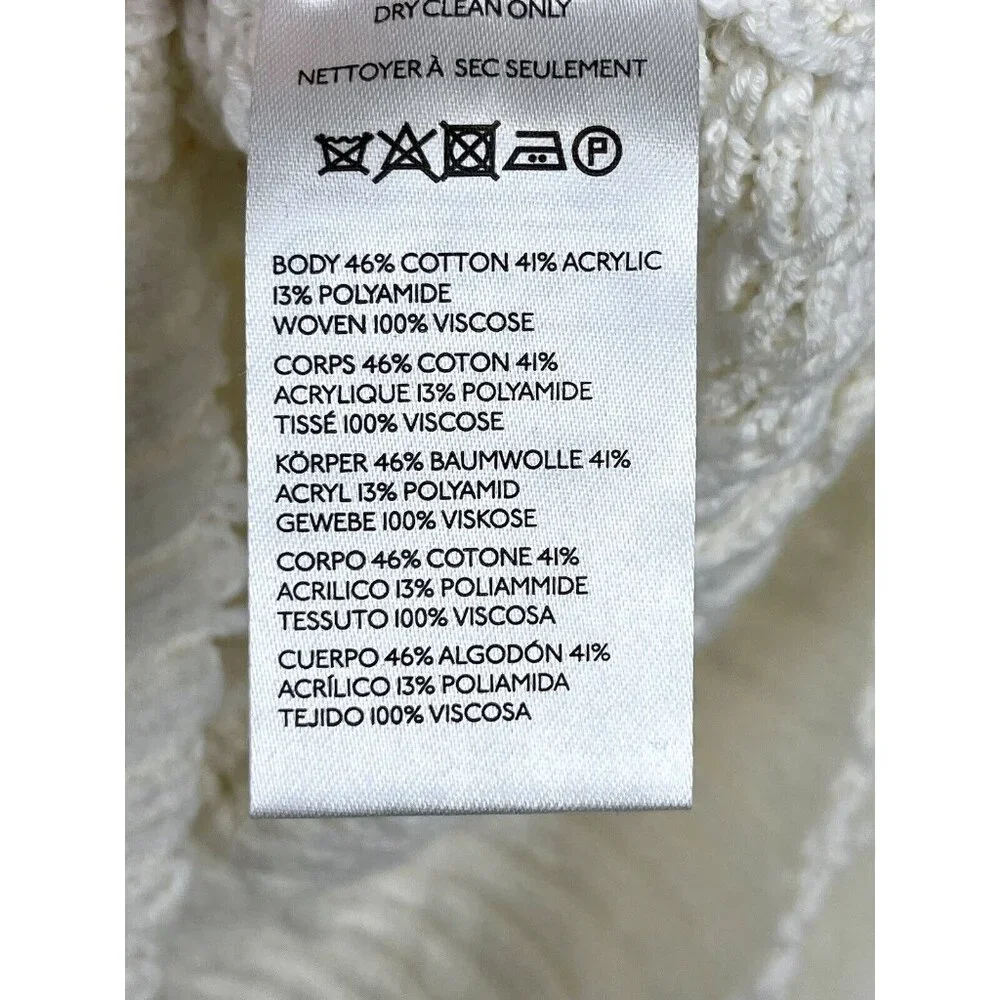 DRY CLEAN ONLY
NETTOYER À SEC SEULEMENT
P
BODY 46% COTTON 41% ACRYLIC
13% POLYAMIDE
WOVEN 100% VISCOSE
CORPS 46% COTON 41%
ACRYLIQUE 13% POLYAMIDE
TISSÉ 100% VISCOSE
KÖRPER 46% BAUMWOLLE 41%
ACRYL 13% POLYAMID
GEWEBE 100% VISKOSE
CORPO 46% COTONE 41%
ACRILICO 13% POLIAMMIDE
TESSUTO 100% VISCOSA
CUERPO 46% ALGODÓN 41%
ACRÍLICO 13% POLIAMIDA
TEJIDO 100% VISCOSA